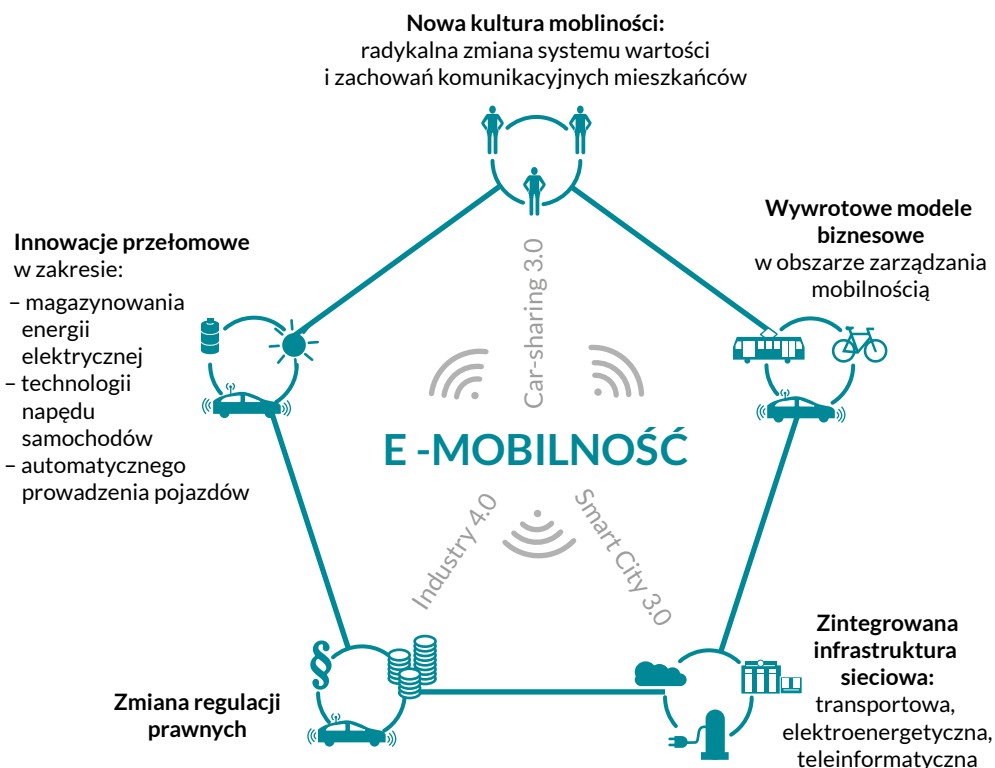 Nowa kultura mobliności:
radykalna zmiana systemu wartości
i zachowań komunikacyjnych mieszkańców
Wywrotowe modele
biznesowe
w obszarze zarządzania
mobilnością
Innowacje przełomowe
w zakresie:
– magazynowania
energii
elektrycznej
– technologii
napędu
samochodów
– automatycznego
prowadzenia pojazdów
Car-sharing 3.0
E -MOBILNOŚĆ
Industry 4.0
Smart City 3.0
§
Zmiana regulacji
prawnych
Zintegrowana
infrastruktura
sieciowa:
transportowa,
elektroenergetyczna,
teleinformatyczna